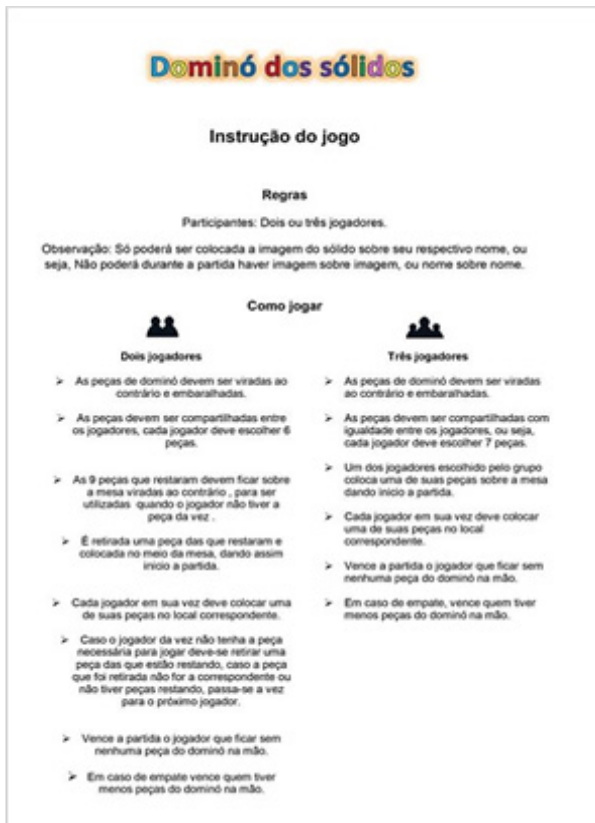 Dominó dos sólidos
Instrução do jogo
Regras
Participantes: Dois ou três jogadores.
Observação: Só poderá ser colocada a imagem do sólido sobre seu respectivo nome, ou
seja, Não poderá durante a partida haver imagem sobre imagem, ou nome sobre nome.
Como jogar
Dois jogadores
➢ As peças de dominó devem ser viradas ao
contrário e embaralhadas.
➢ As peças devem ser compartilhadas entre
os jogadores, cada jogador deve escolher 6
peças.
➢ As 9 peças que restaram devem ficar sobre
a mesa viradas ao contrário , para ser
utilizadas quando o jogador não tiver a
peça da vez .
➢ É retirada uma peça das que restaram e
colocada no meio da mesa, dando assim
inicio a partida.
➢ Cada jogador em sua vez deve colocar uma
de suas peças no local correspondente.
➢ Caso o jogador da vez não tenha a peça
necessária para jogar deve-se retirar uma
peça das que estão restando, caso a peça
que foi retirada não for a correspondente ou
não tiver peças restando, passa-se a vez
para o próximo jogador.
➢ Vence a partida o jogador que ficar sem
nenhuma peça do dominó na mão.
➢ Em caso de empate vence quem tiver
menos peças do dominó na mão.
Três jogadores
➢ As peças de dominó devem ser viradas
ao contrário e embaralhadas.
➢ As peças devem ser compartilhadas com
igualdade entre os jogadores, ou seja,
cada jogador deve escolher 7 peças.
➢ Um dos jogadores escolhido pelo grupo
coloca uma de suas peças sobre a mesa
dando inicio a partida.
➢ Cada jogador em sua vez deve colocar
uma de suas peças no local
correspondente.
➢ Vence a partida o jogador que ficar sem
nenhuma peça do dominó na mão.
➢ Em caso de empate, vence quem tiver
menos peças do dominó na mão.